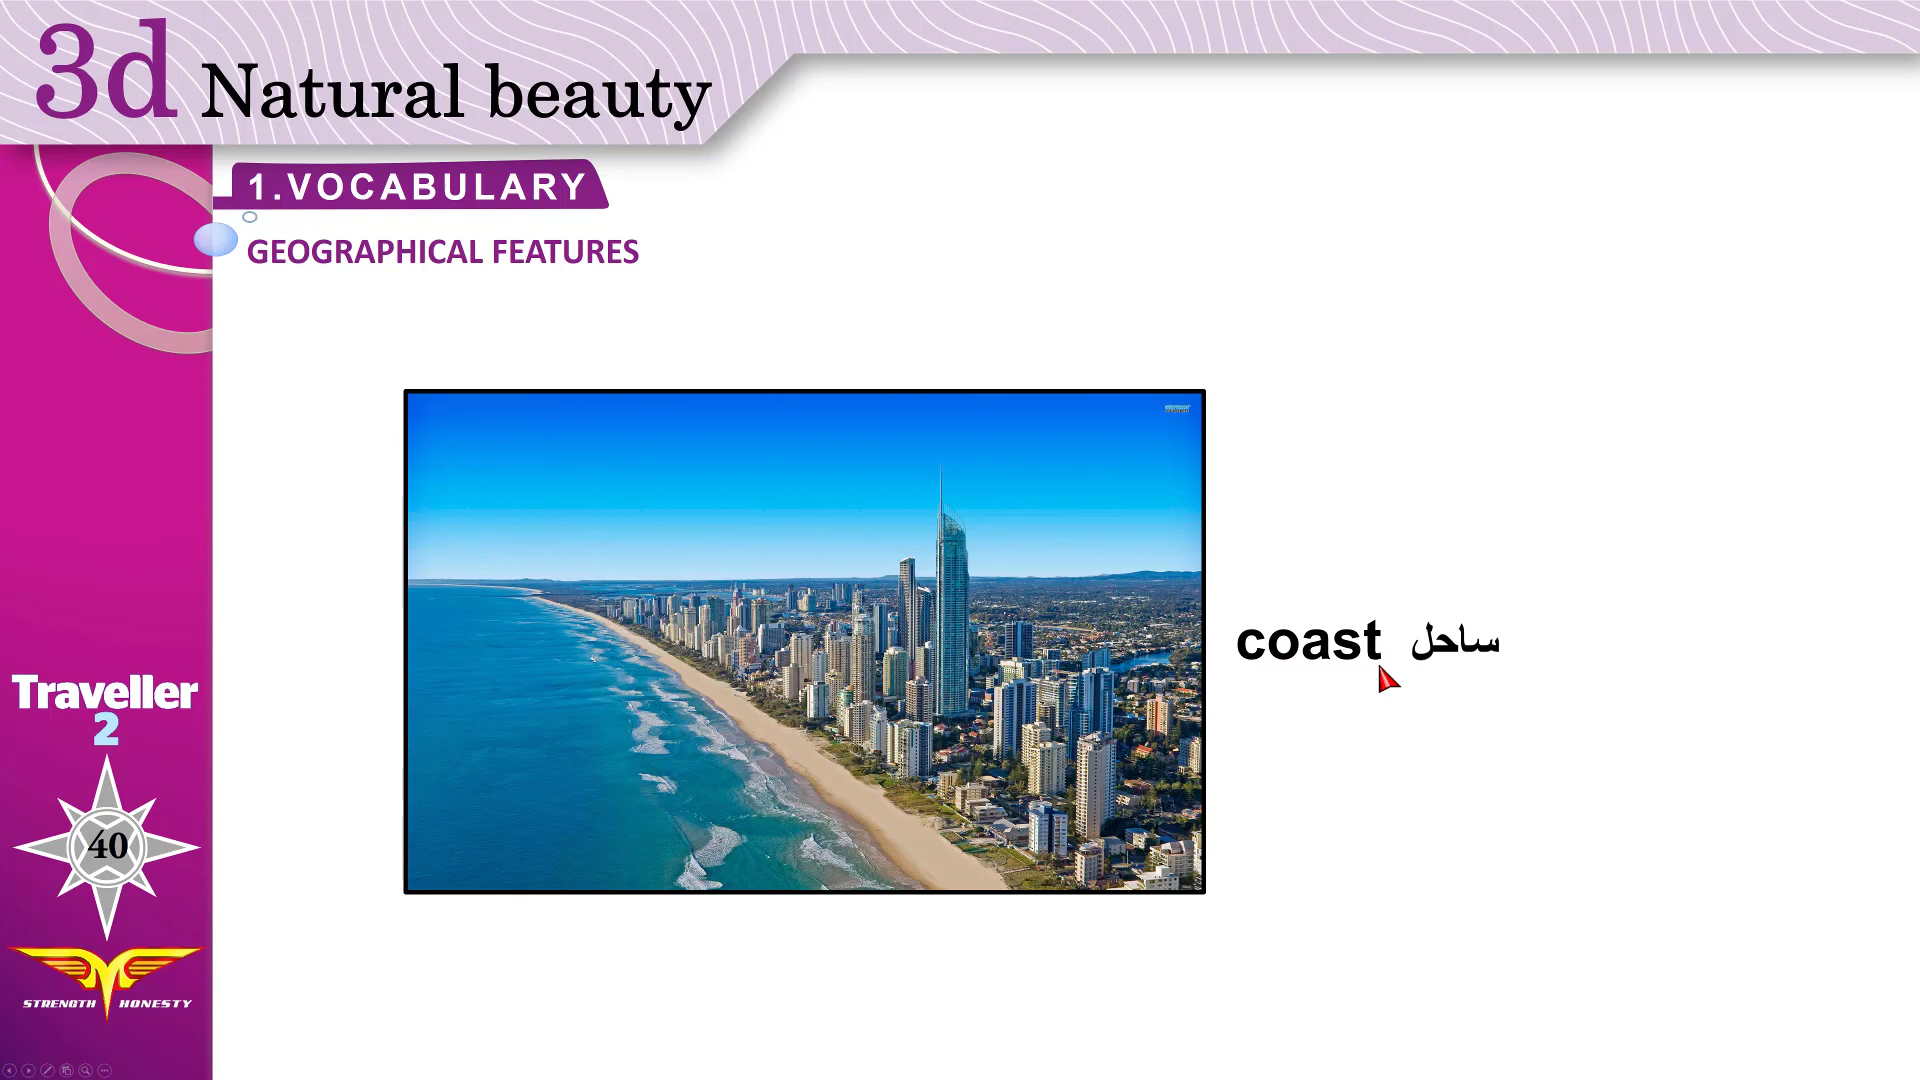 3d Natural beauty
1.VOCABULARY
GEOGRAPHICAL FEATURES
coast ساحل
Traveller
2
40
STRENGTH HONESTY